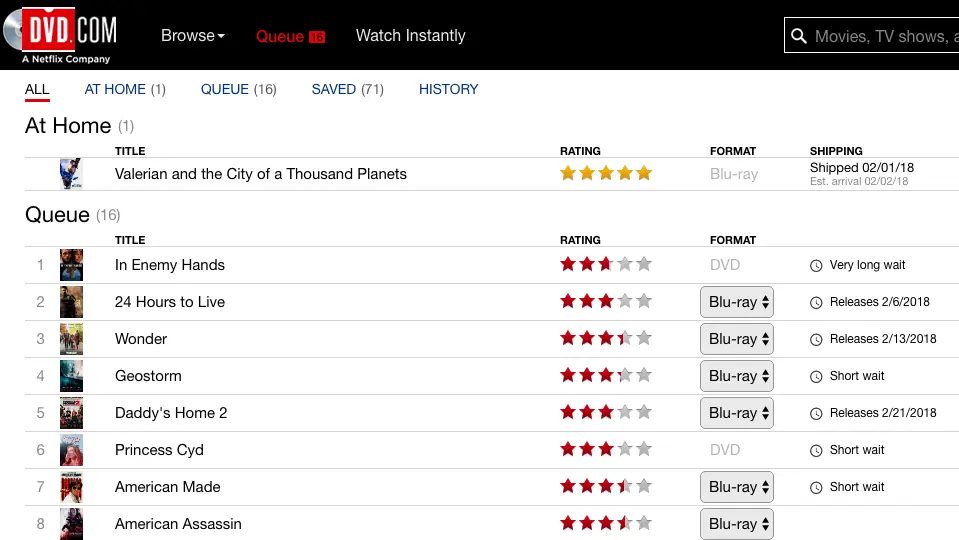 DVD.COM
A Netflix Company
Browse Queue 16 Watch Instantly Movies, TV shows, a
ALL AT HOME (1) QUEUE (16) SAVED (71) HISTORY
At Home (1)
TITLE RATING FORMAT SHIPPING
Valerian and the City of a Thousand Planets Blu-ray Shipped 02/01/18
Est. arrival 02/02/18
Queue (16)
TITLE RATING FORMAT
1 In Enemy Hands DVD Very long wait
2 24 Hours to Live Blu-ray Releases 2/6/2018
3 Wonder Blu-ray Releases 2/13/2018
4 Geostorm Blu-ray Short wait
5 Daddy's Home 2 Blu-ray Releases 2/21/2018
6 Princess Cyd DVD Short wait
7 American Made Blu-ray Short wait
8 American Assassin Blu-ray